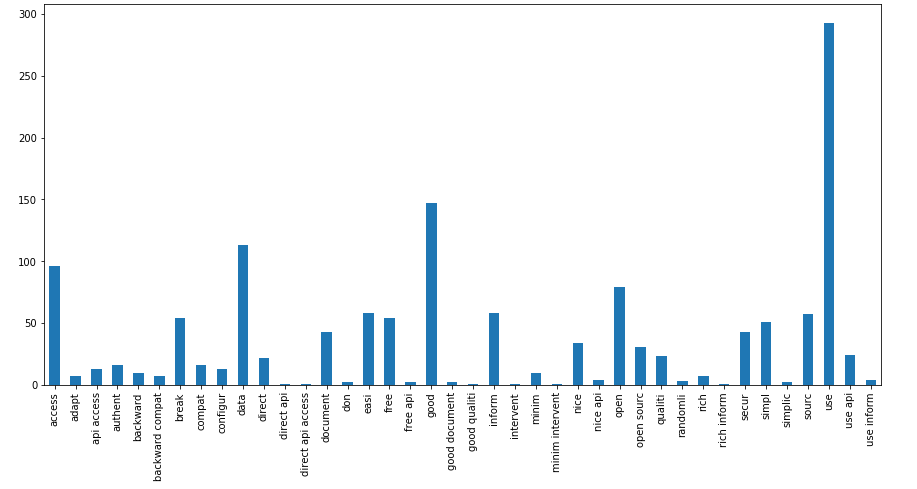 300
250
200
150
100
50
0
access
adapt
api access
authent
backward
backward compat
break
compat
configur
data
direct
direct api
direct api access
document
don
easi
free
free api
good
good document
good qualiti
inform
intervent
minim
minim intervent
nice
nice api
open
open sourc
qualiti
randomli
rich
rich inform
secur
simpl
simplic
sourc
use
use api
use inform